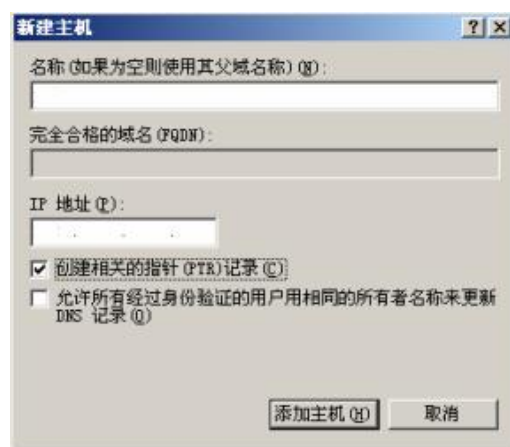 新建主机
名称(如果为空则使用其父域名称)(N):
完全合格的域名(FQDN):
IP 地址(P):
创建相关的指针(PTR)记录(C)
允许所有经过身份验证的用户用相同的所有者名称来更新
DNS 记录(O)
添加主机(H)
取消